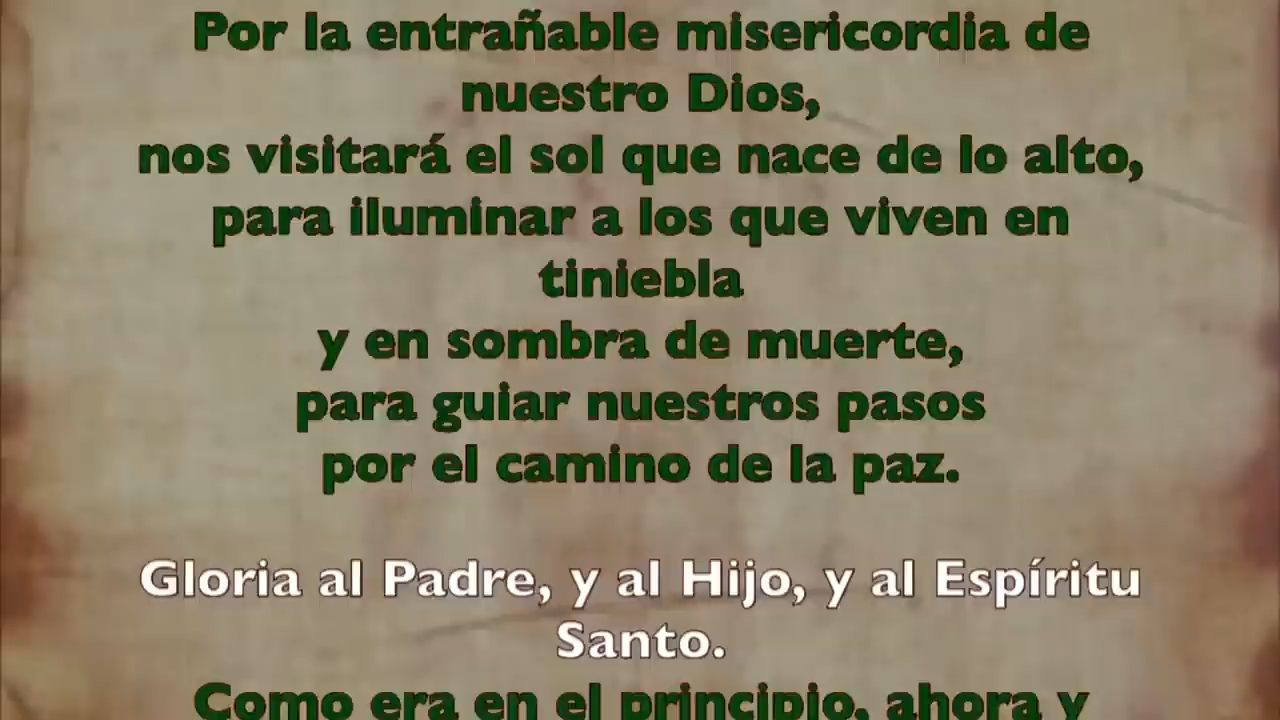 Por la entrañable misericordia de
nuestro Dios,
nos visitará el sol que nace de lo alto,
para iluminar a los que viven en
tiniebla
y en sombra de muerte,
para guiar nuestros pasos
por el camino de la paz.
Gloria al Padre, y al Hijo, y al Espíritu
Santo.
Como era en el principio, ahora y